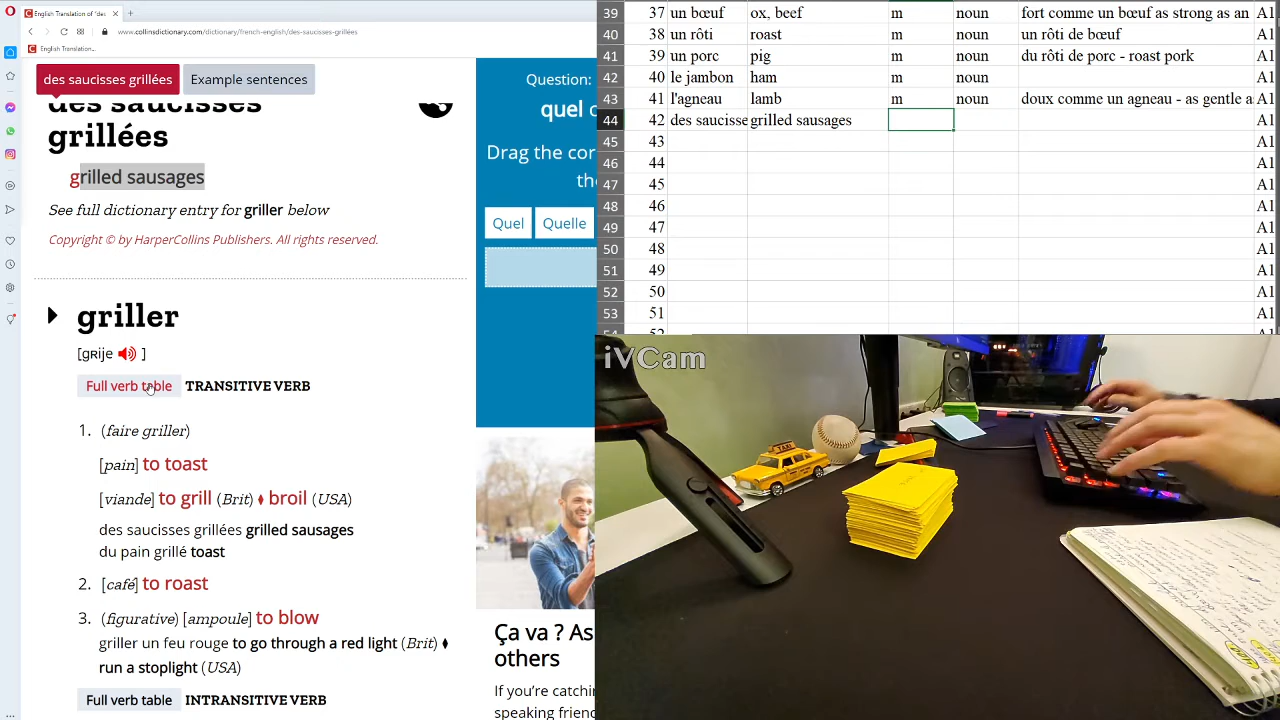 English Translation of "des
www.collinsdictionary.com/dictionary/french-english/des-saucisses-grillées
English Translation...
des saucisses grillées
Example sentences
des saucisses
grillées
grilled sausages
See full dictionary entry for griller below
Copyright © by HarperCollins Publishers. All rights reserved.
griller
[ɡʀije ]
Full verb table TRANSITIVE VERB
1. (faire griller)
[pain] to toast
[viande] to grill (Brit) ♦ broil (USA)
des saucisses grillées grilled sausages
du pain grillé toast
2. [café] to roast
3. (figurative) [ampoule] to blow
griller un feu rouge to go through a red light (Brit) ♦
run a stoplight (USA)
Full verb table INTRANSITIVE VERB
Question:
quel
Drag the cor
the
Quel Quelle
Ça va ? As
others
If you're catchin
speaking friend
39 37 un bœuf ox, beef m noun fort comme un bœuf as strong as an A1
40 38 un rôti roast m noun un rôti de bœuf A1
41 39 un porc pig m noun du rôti de porc - roast pork A1
42 40 le jambon ham m noun A1
43 41 l'agneau lamb m noun doux comme un agneau - as gentle as A1
44 42 des saucisse grilled sausages A1
45 43 A1
46 44 A1
47 45 A1
48 46 A1
49 47 A1
50 48 A1
51 49 A1
52 50 A1
53 51 A1
iVCam
TAXI